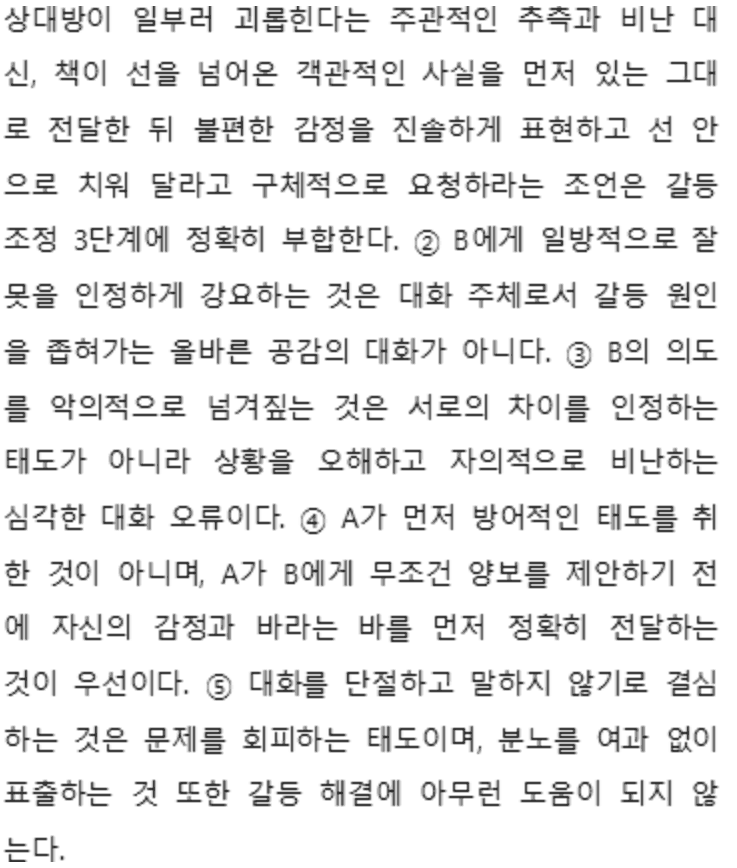 상대방이 일부러 괴롭힌다는 주관적인 추측과 비난 대
신, 책이 선을 넘어온 객관적인 사실을 먼저 있는 그대
로 전달한 뒤 불편한 감정을 진솔하게 표현하고 선 안
으로 치워 달라고 구체적으로 요청하라는 조언은 갈등
조정 3단계에 정확히 부합한다. ② B에게 일방적으로 잘
못을 인정하게 강요하는 것은 대화 주체로서 갈등 원인
을 좁혀가는 올바른 공감의 대화가 아니다. ③ B의 의도
를 악의적으로 넘겨짚는 것은 서로의 차이를 인정하는
태도가 아니라 상황을 오해하고 자의적으로 비난하는
심각한 대화 오류이다. ④ A가 먼저 방어적인 태도를 취
한 것이 아니며, A가 B에게 무조건 양보를 제안하기 전
에 자신의 감정과 바라는 바를 먼저 정확히 전달하는
것이 우선이다. ⑤ 대화를 단절하고 말하지 않기로 결심
하는 것은 문제를 회피하는 태도이며, 분노를 여과 없이
표출하는 것 또한 갈등 해결에 아무런 도움이 되지 않
는다.